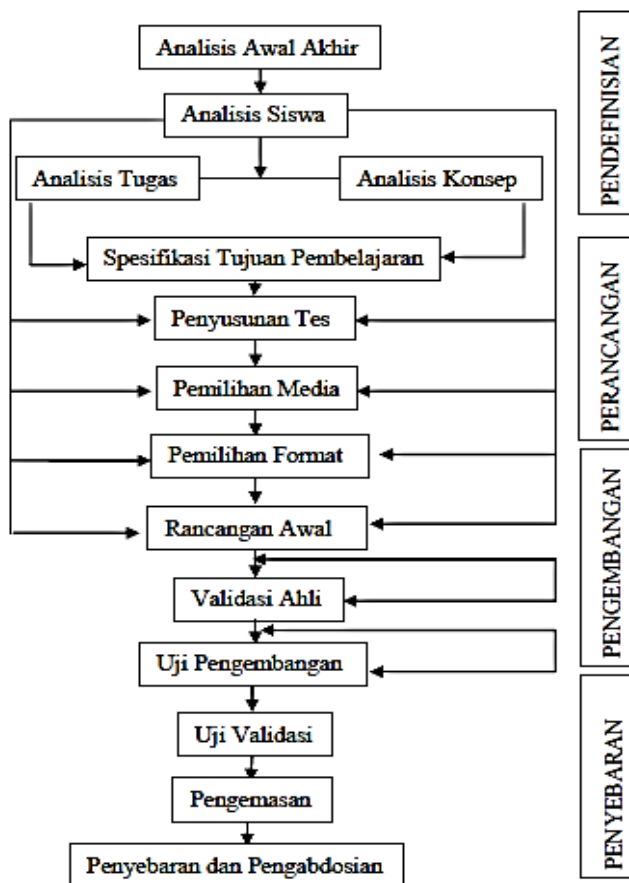 Analisis Awal Akhir
Analisis Siswa
Analisis Tugas
Analisis Konsep
Spesifikasi Tujuan Pembelajaran
Penyusunan Tes
Pemilihan Media
Pemilihan Format
Rancangan Awal
Validasi Ahli
Uji Pengembangan
Uji Validasi
Pengemasan
Penyebaran dan Pengabdosian
PENDEFINISIAN
PERANCANGAN
PENGEMBANGAN
PENYEBARAN